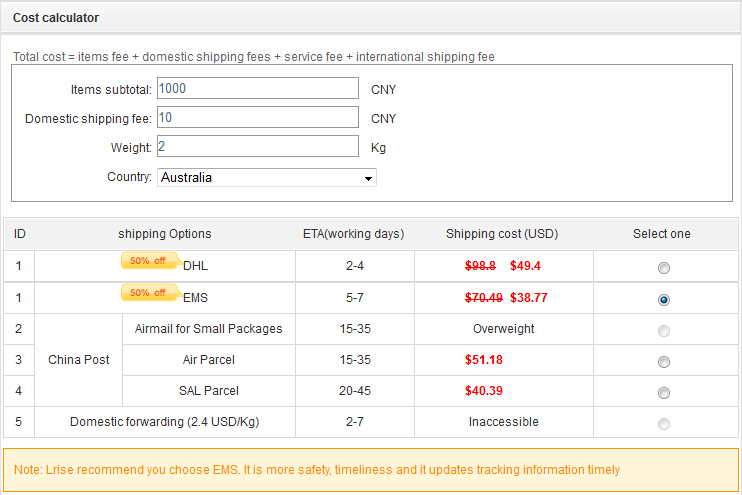 Cost calculator
Total cost = items fee + domestic shipping fees + service fee + international shipping fee
Items subtotal: 1000 CNY
Domestic shipping fee: 10 CNY
Weight: 2 Kg
Country: Australia
ID shipping Options ETA(working days) Shipping cost (USD) Select one
1 50% off DHL 2-4 $98.8 $49.4
1 50% off EMS 5-7 $70.49 $38.77
2 Airmail for Small Packages 15-35 Overweight
3 China Post Air Parcel 15-35 $51.18
4 SAL Parcel 20-45 $40.39
5 Domestic forwarding (2.4 USD/Kg) 2-7 Inaccessible
Note: Lrise recommend you choose EMS. It is more safety, timeliness and it updates tracking information timely